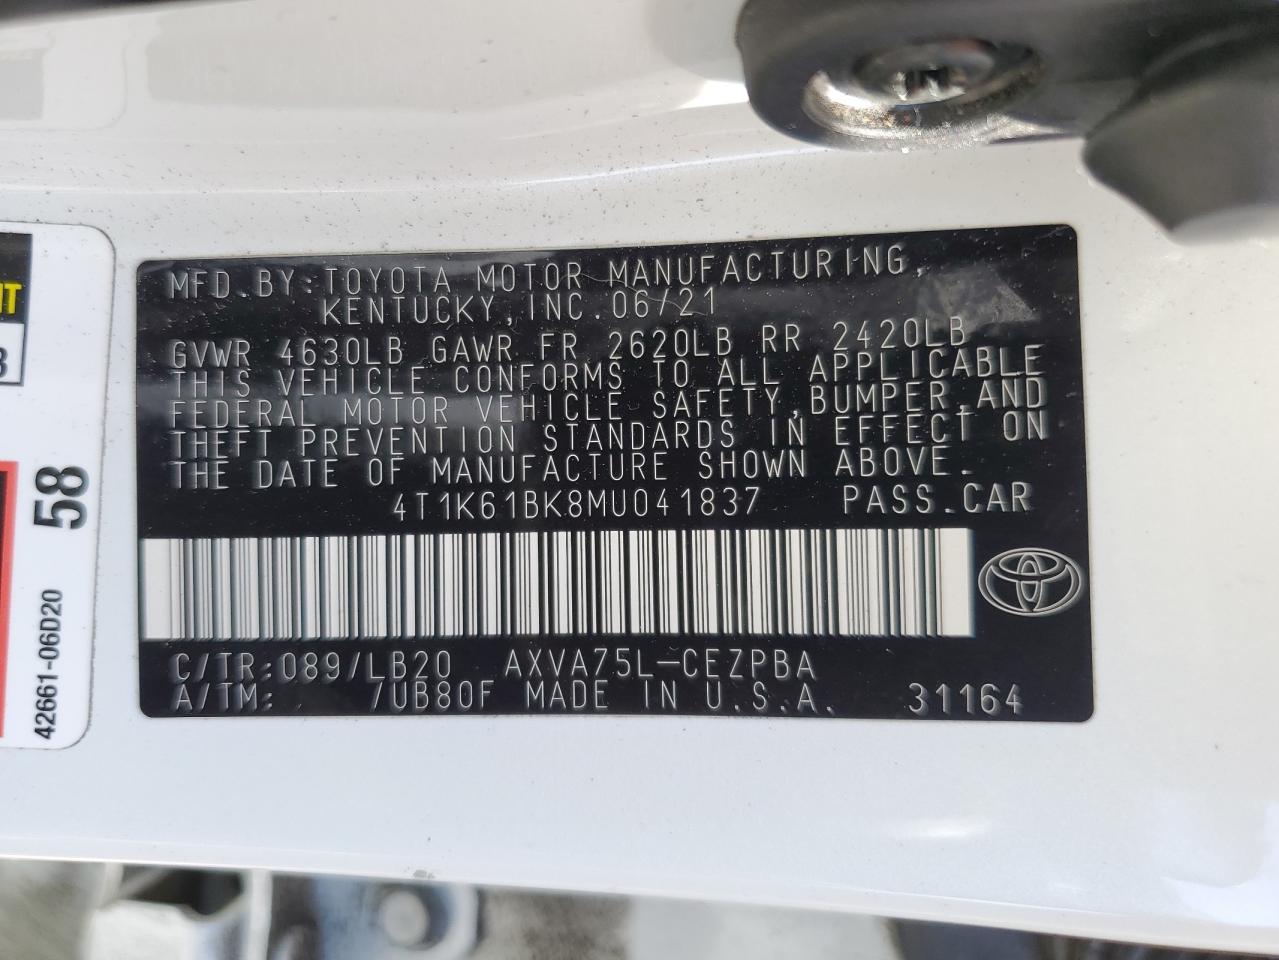 MFD.BY:TOYOTA MOTOR MANUFACTURING,
KENTUCKY,INC. 06/21
GVWR 4630LB GAWR FR 2620LB RR 2420LB
THIS VEHICLE CONFORMS TO ALL APPLICABLE
FEDERAL MOTOR VEHICLE SAFETY,BUMPER,AND
THEFT PREVENTION STANDARDS IN EFFECT ON
THE DATE OF MANUFACTURE SHOWN ABOVE.
4T1K61BK8MU041837 PASS.CAR
C/TR:089/LB20 AXVA75L-CEZPBA
A/TM: /UB80F MADE IN U.S.A. 31164
58
42661-06D20